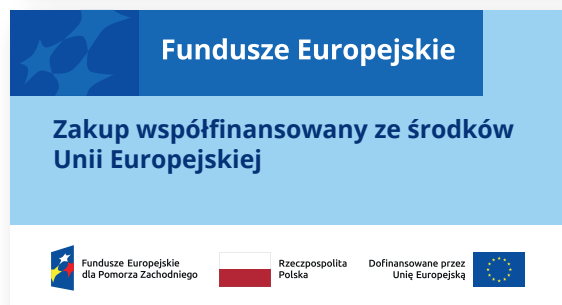 Fundusze Europejskie
Zakup współfinansowany ze środków
Unii Europejskiej
Fundusze Europejskie
dla Pomorza Zachodniego
Rzeczpospolita
Polska
Dofinansowane przez
Unię Europejską